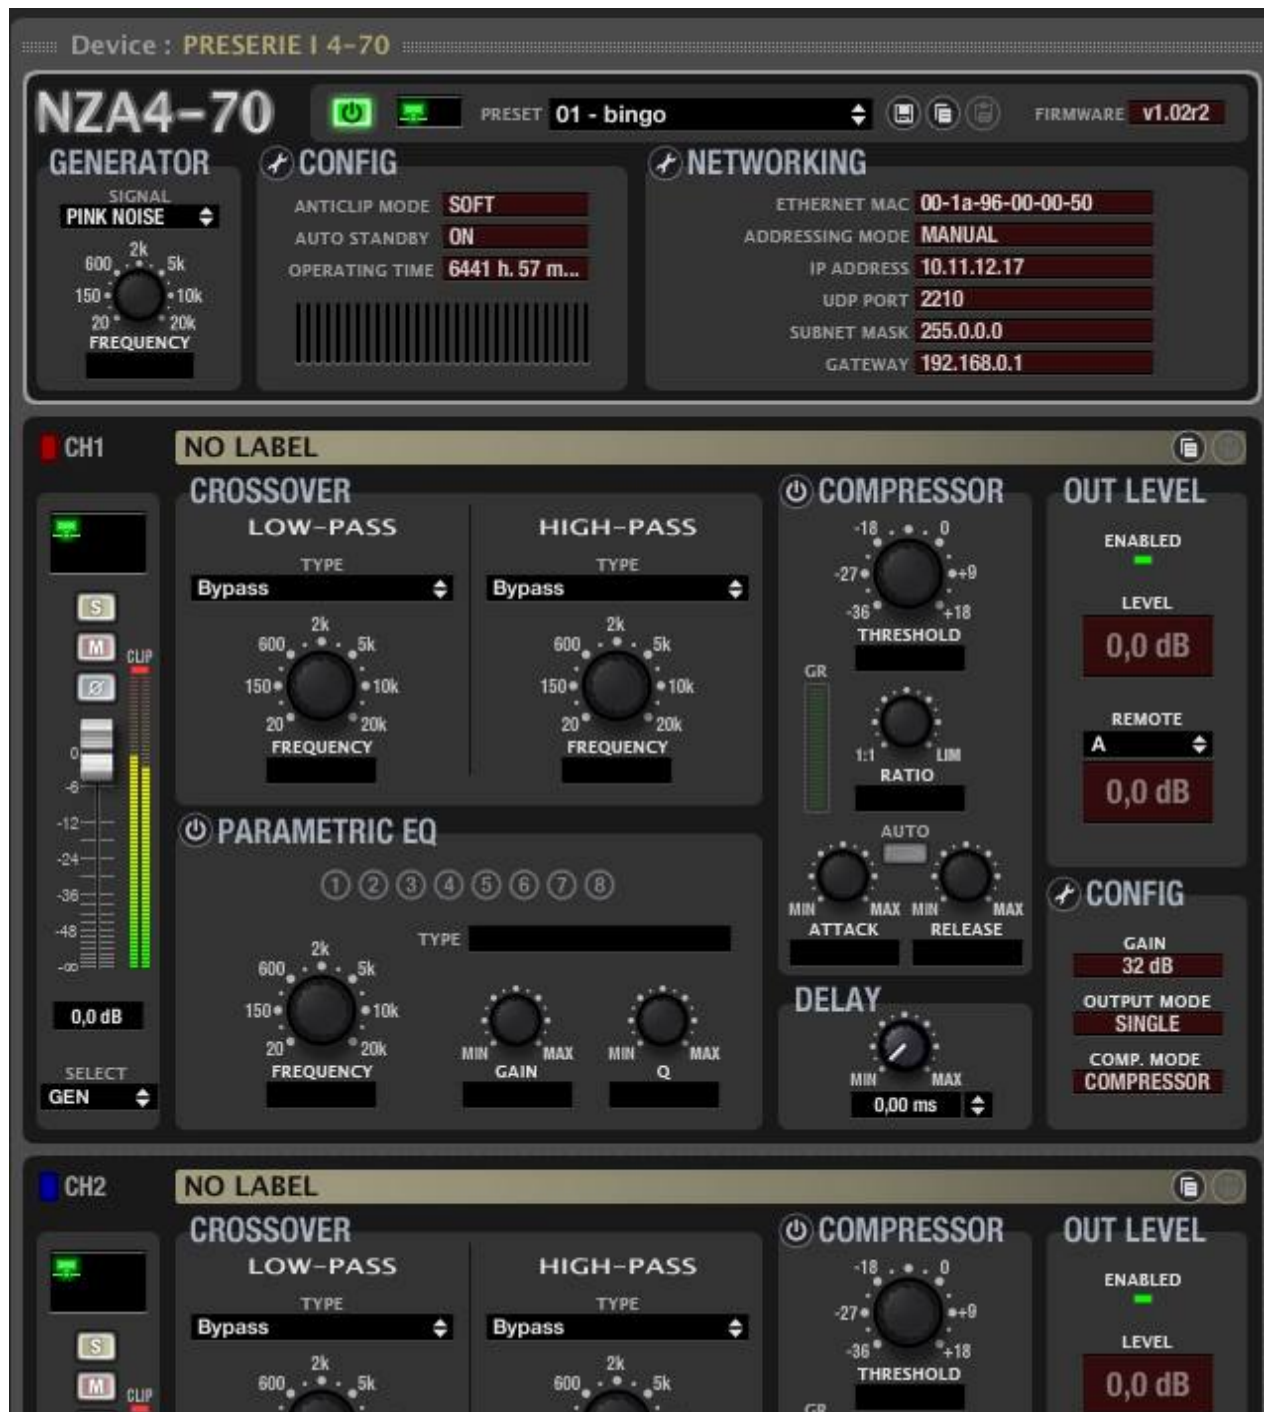 Device : PRESERIE I 4-70
NZA4-70
PRESET 01 - bingo
FIRMWARE v1.02r2
GENERATOR
SIGNAL
PINK NOISE
2k
600 5k
150 10k
20 20k
FREQUENCY
CONFIG
ANTICLIP MODE SOFT
AUTO STANDBY ON
OPERATING TIME 6441 h. 57 m...
NETWORKING
ETHERNET MAC 00-1a-96-00-00-50
ADDRESSING MODE MANUAL
IP ADDRESS 10.11.12.17
UDP PORT 2210
SUBNET MASK 255.0.0.0
GATEWAY 192.168.0.1
CH1
NO LABEL
S
M
CLIP
Ø
0
-6
-12
-24
-36
-48
-∞
0,0 dB
SELECT
GEN
CROSSOVER
LOW-PASS
TYPE
Bypass
2k
600 5k
150 10k
20 20k
FREQUENCY
HIGH-PASS
TYPE
Bypass
2k
600 5k
150 10k
20 20k
FREQUENCY
PARAMETRIC EQ
1 2 3 4 5 6 7 8
TYPE
2k
600 5k
150 10k
20 20k
FREQUENCY
MIN MAX
GAIN
MIN MAX
Q
COMPRESSOR
-18 0
-27 +9
-36 +18
THRESHOLD
GR
1:1 LIM
RATIO
AUTO
MIN MAX
ATTACK
MIN MAX
RELEASE
DELAY
MIN MAX
0,00 ms
OUT LEVEL
ENABLED
LEVEL
0,0 dB
REMOTE
A
0,0 dB
CONFIG
GAIN
32 dB
OUTPUT MODE
SINGLE
COMP. MODE
COMPRESSOR
CH2
NO LABEL
S
M
CLIP
CROSSOVER
LOW-PASS
TYPE
Bypass
2k
600 5k
HIGH-PASS
TYPE
Bypass
2k
600 5k
COMPRESSOR
-18 0
-27 +9
-36 +18
THRESHOLD
GR
OUT LEVEL
ENABLED
LEVEL
0,0 dB